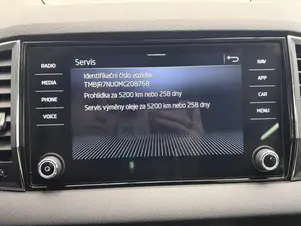 Servis
RADIO
MEDIA
PHONE
VOICE
Identifikační číslo vozidla:
TMBJR7NU0MC208768
Prohlídka za 5200 km nebo 258 dny
Servis výměny oleje za 5200 km nebo 258 dny
NAV
APP
CAR
MENU